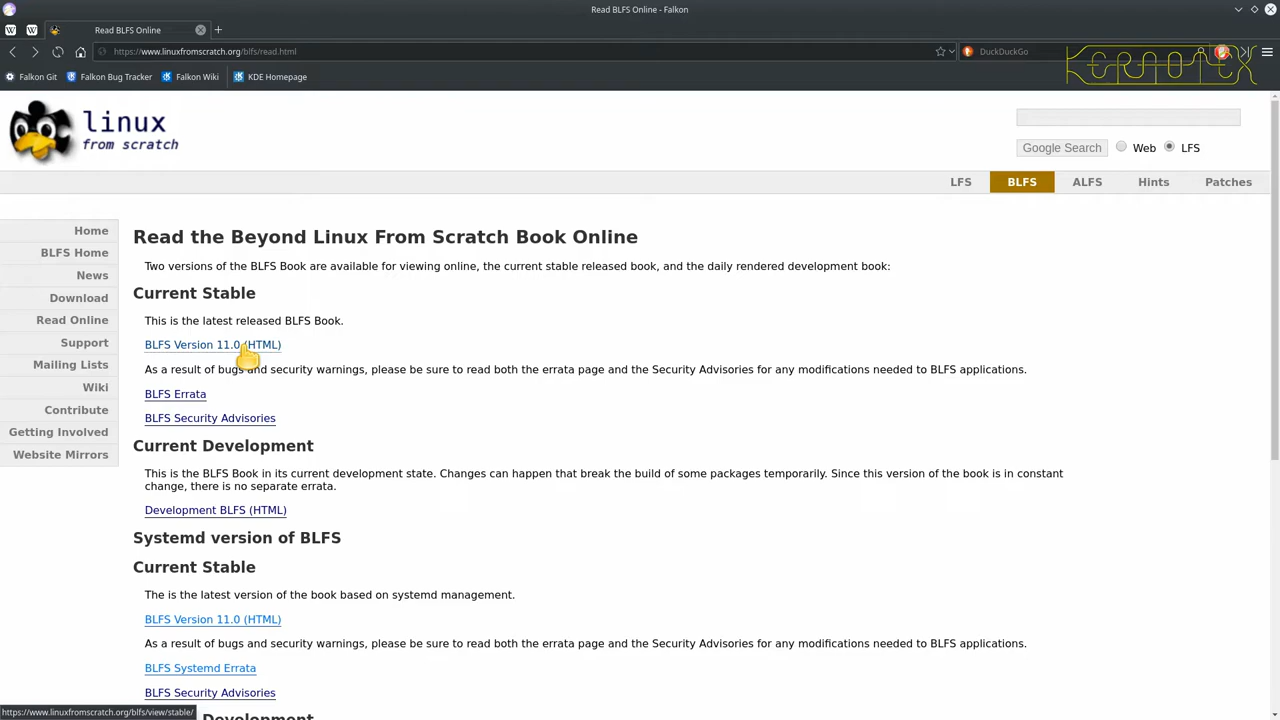 Read BLFS Online - Falkon
Read BLFS Online
https://www.linuxfromscratch.org/blfs/read.html
DuckDuckGo
Falkon Git
Falkon Bug Tracker
Falkon Wiki
KDE Homepage
KERNOTEX
linux
from scratch
Google Search
Web
LFS
LFS
BLFS
ALFS
Hints
Patches
Home
BLFS Home
News
Download
Read Online
Support
Mailing Lists
Wiki
Contribute
Getting Involved
Website Mirrors
Read the Beyond Linux From Scratch Book Online
Two versions of the BLFS Book are available for viewing online, the current stable released book, and the daily rendered development book:
Current Stable
This is the latest released BLFS Book.
BLFS Version 11.0 (HTML)
As a result of bugs and security warnings, please be sure to read both the errata page and the Security Advisories for any modifications needed to BLFS applications.
BLFS Errata
BLFS Security Advisories
Current Development
This is the BLFS Book in its current development state. Changes can happen that break the build of some packages temporarily. Since this version of the book is in constant
change, there is no separate errata.
Development BLFS (HTML)
Systemd version of BLFS
Current Stable
The is the latest version of the book based on systemd management.
BLFS Version 11.0 (HTML)
As a result of bugs and security warnings, please be sure to read both the errata page and the Security Advisories for any modifications needed to BLFS applications.
BLFS Systemd Errata
BLFS Security Advisories
Development
https://www.linuxfromscratch.org/blfs/view/stable/